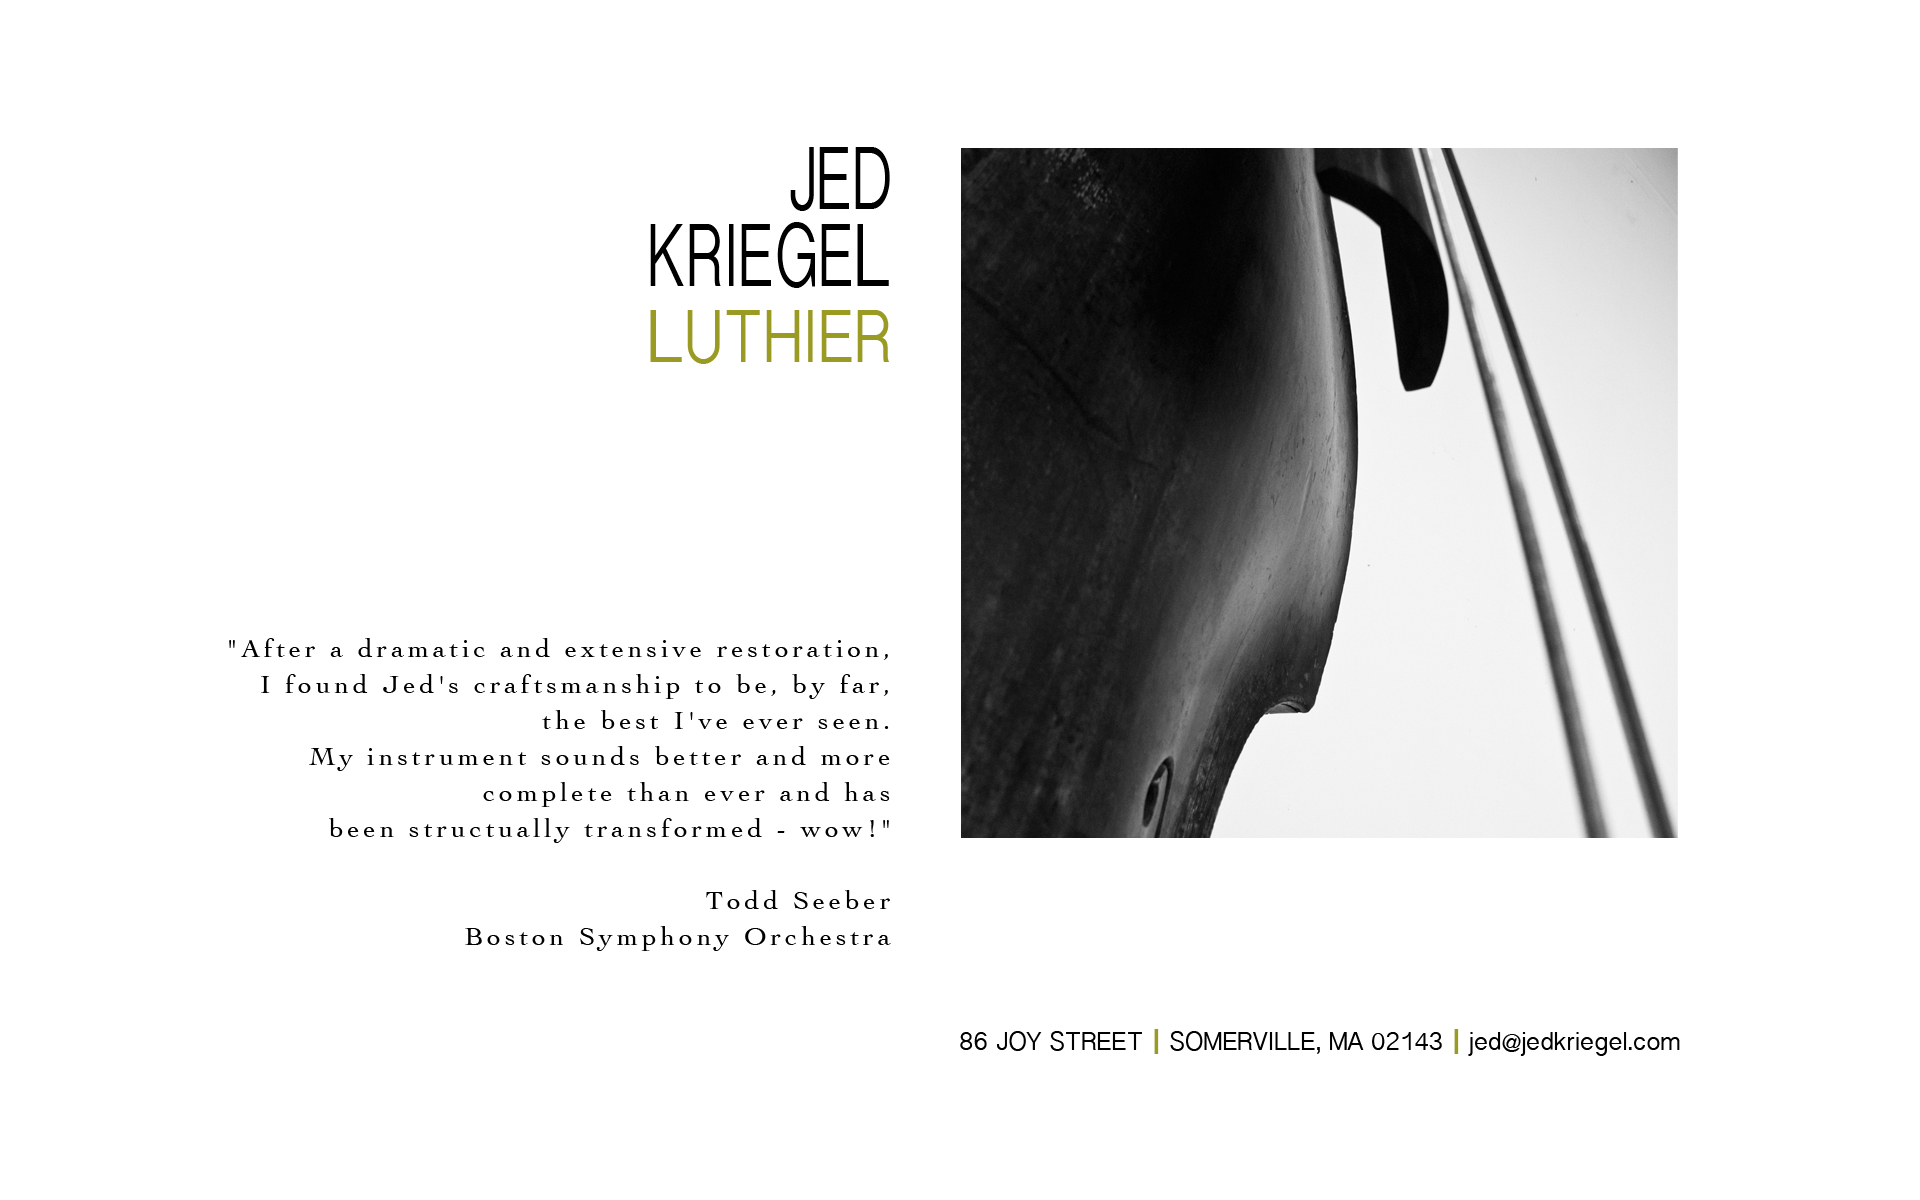 JED
KRIEGEL
LUTHIER
"After a dramatic and extensive restoration,
I found Jed's craftsmanship to be, by far,
the best I've ever seen.
My instrument sounds better and more
complete than ever and has
been structually transformed - wow!"
Todd Seeber
Boston Symphony Orchestra
86 JOY STREET | SOMERVILLE, MA 02143 | jed@jedkriegel.com